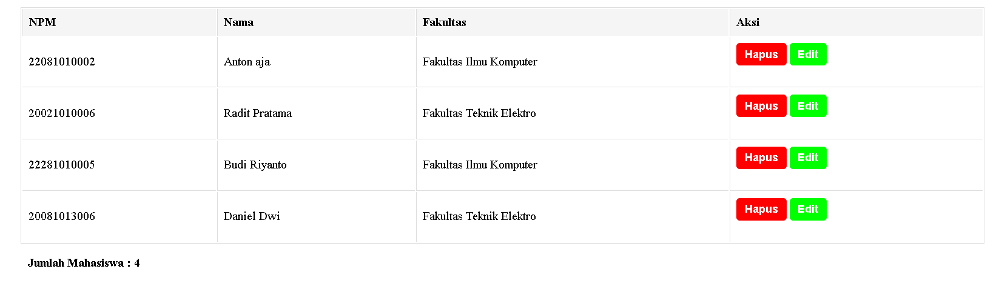 NPM Nama Fakultas Aksi
22081010002 Anton aja Fakultas Ilmu Komputer Hapus Edit
20021010006 Radit Pratama Fakultas Teknik Elektro Hapus Edit
22281010005 Budi Riyanto Fakultas Ilmu Komputer Hapus Edit
20081013006 Daniel Dwi Fakultas Teknik Elektro Hapus Edit
Jumlah Mahasiswa : 4